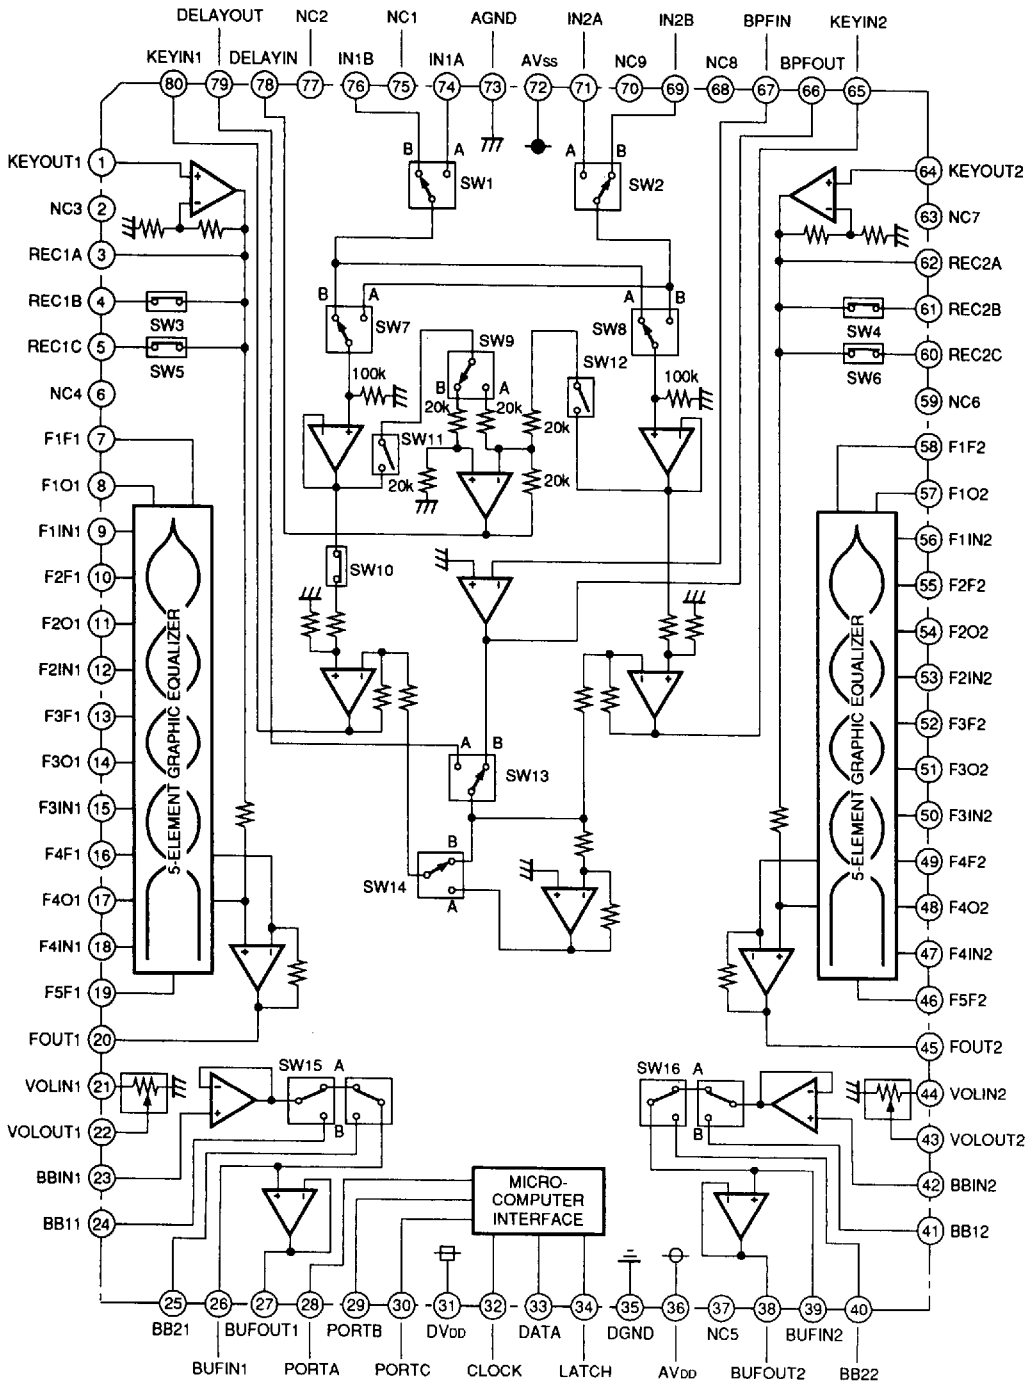 DELAYOUT NC2 NC1 AGND IN2A IN2B BPFIN KEYIN2
KEYIN1 DELAYIN IN1B IN1A AVss NC9 NC8 BPFOUT
80 79 78 77 76 75 74 73 72 71 70 69 68 67 66 65
KEYOUT1 1
NC3 2
REC1A 3
REC1B 4
SW3
REC1C 5
SW5
NC4 6
F1F1 7
F1O1 8
F1IN1 9
F2F1 10
F2O1 11
F2IN1 12
F3F1 13
F3O1 14
F3IN1 15
F4F1 16
F4O1 17
F4IN1 18
F5F1 19
FOUT1 20
VOLIN1 21
VOLOUT1 22
BBIN1 23
BB11 24
5-ELEMENT GRAPHIC EQUALIZER
+ −
B A
SW1
A B
SW2
B A
SW7
A B
SW8
SW9
B A
SW12
100k
100k
20k 20k 20k
SW11
20k
20k
SW10
A B
SW13
B
SW14
A
SW15 A
B
SW16 A
B
MICRO-
COMPUTER
INTERFACE
64 KEYOUT2
63 NC7
62 REC2A
61 REC2B
SW4
60 REC2C
SW6
59 NC6
58 F1F2
57 F1O2
56 F1IN2
55 F2F2
54 F2O2
53 F2IN2
52 F3F2
51 F3O2
50 F3IN2
49 F4F2
48 F4O2
47 F4IN2
46 F5F2
45 FOUT2
44 VOLIN2
43 VOLOUT2
42 BBIN2
41 BB12
5-ELEMENT GRAPHIC EQUALIZER
25 26 27 28 29 30 31 32 33 34 35 36 37 38 39 40
BB21 BUFOUT1 PORTB DVDD DATA DGND NC5 BUFIN2
BUFIN1 PORTA PORTC CLOCK LATCH AVDD BUFOUT2 BB22